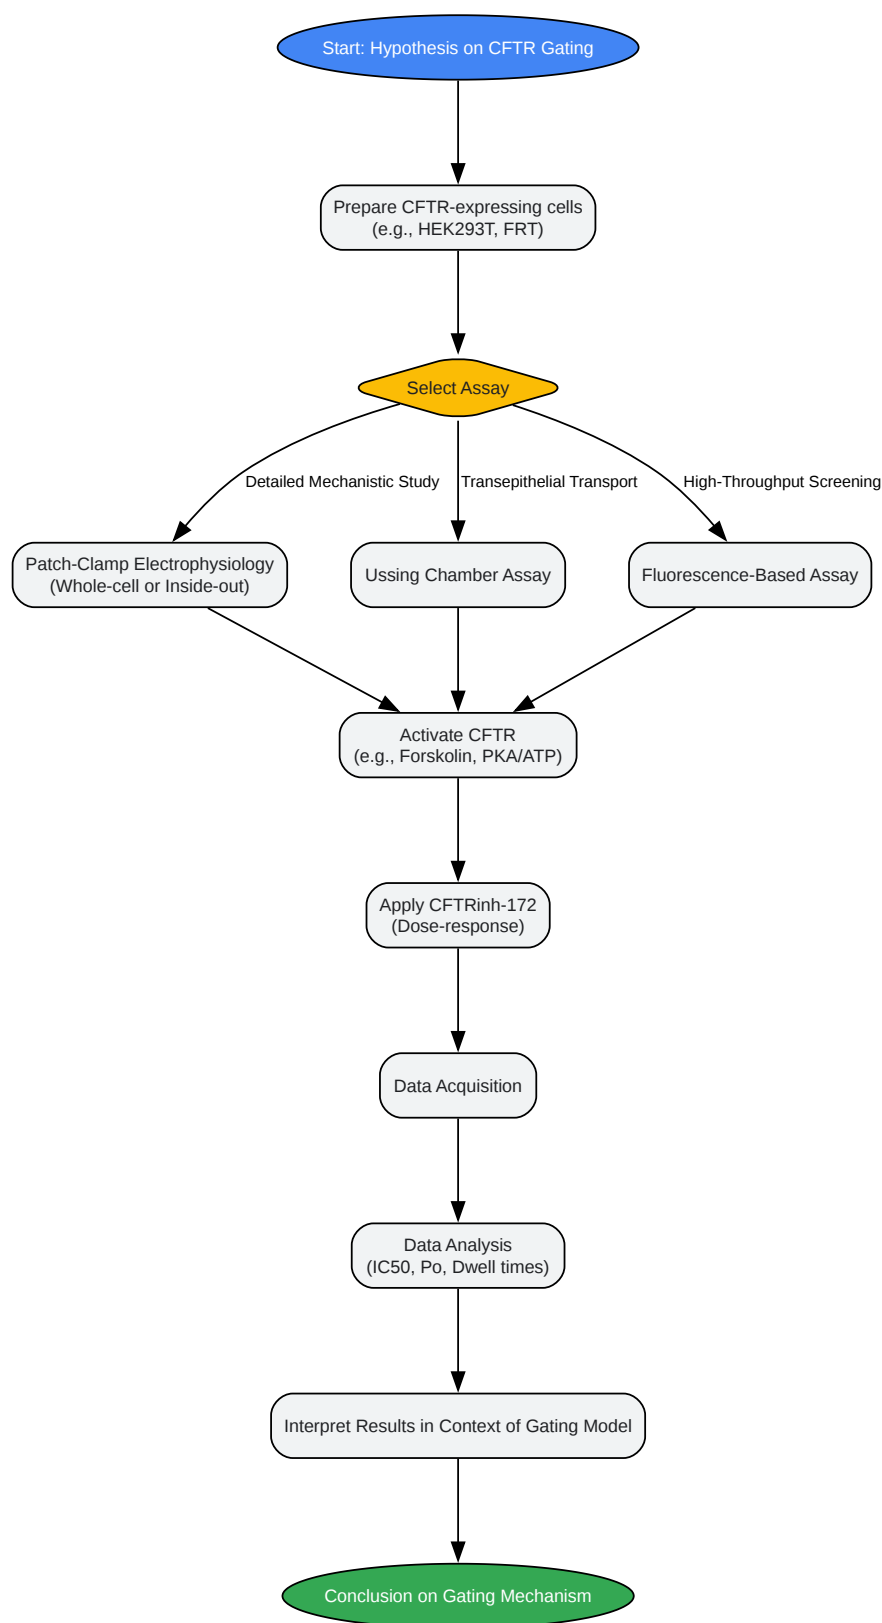 Start: Hypothesis on CFTR Gating
Prepare CFTR-expressing cells
(e.g., HEK293T, FRT)
Select Assay
Detailed Mechanistic Study
Transepithelial Transport
High-Throughput Screening
Patch-Clamp Electrophysiology
(Whole-cell or Inside-out)
Ussing Chamber Assay
Fluorescence-Based Assay
Activate CFTR
(e.g., Forskolin, PKA/ATP)
Apply CFTRinh-172
(Dose-response)
Data Acquisition
Data Analysis
(IC50, Po, Dwell times)
Interpret Results in Context of Gating Model
Conclusion on Gating Mechanism